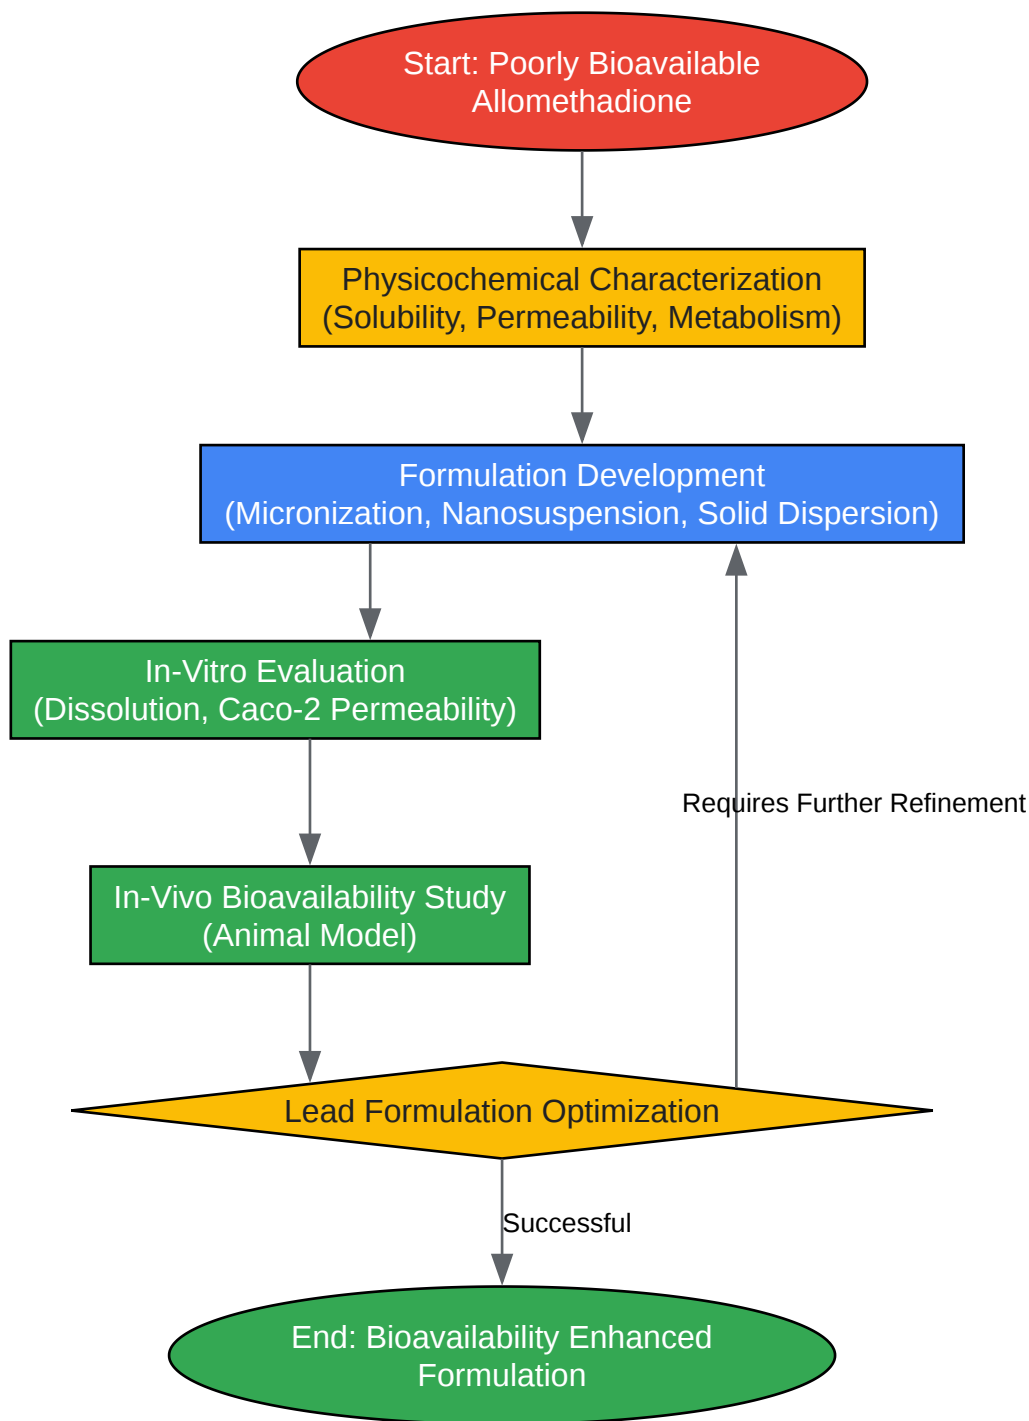 Start: Poorly Bioavailable
Allomethadione
Physicochemical Characterization
(Solubility, Permeability, Metabolism)
Formulation Development
(Micronization, Nanosuspension, Solid Dispersion)
In-Vitro Evaluation
(Dissolution, Caco-2 Permeability)
Requires Further Refinement
In-Vivo Bioavailability Study
(Animal Model)
Lead Formulation Optimization
Successful
End: Bioavailability Enhanced
Formulation